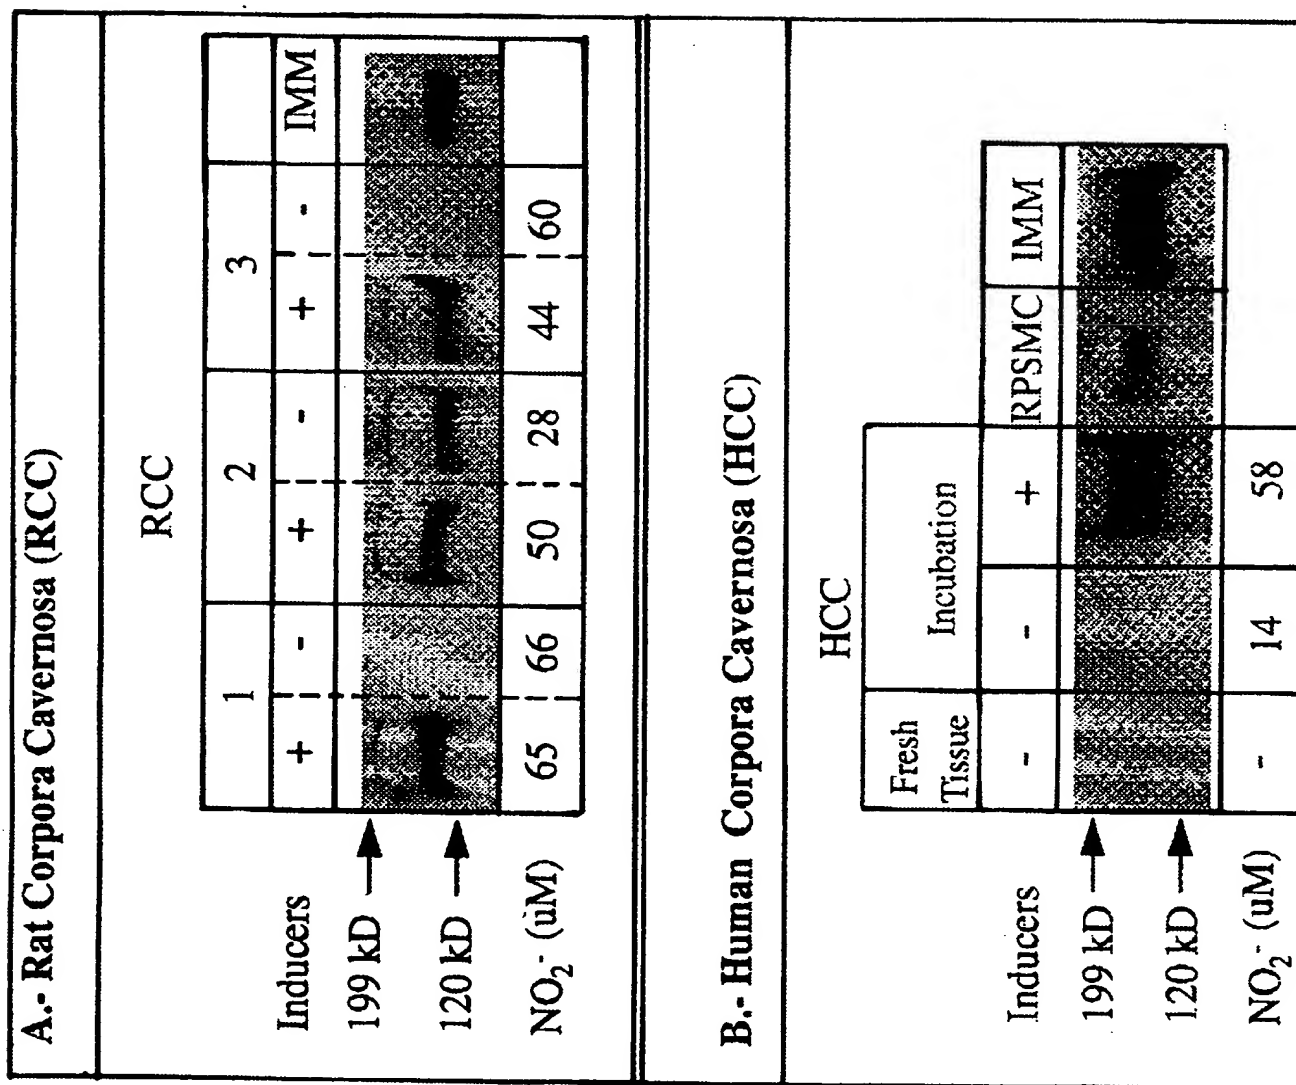 A.- Rat Corpora Cavernosa (RCC)
RCC
1 2 3
Inducers + - + - + - IMM
199 kD
120 kD
NO₂⁻ (uM) 65 66 50 28 44 60
B.- Human Corpora Cavernosa (HCC)
HCC
Fresh Tissue Incubation
Inducers - - + RPSMC IMM
199 kD
120 kD
NO₂⁻ (uM) - 14 58